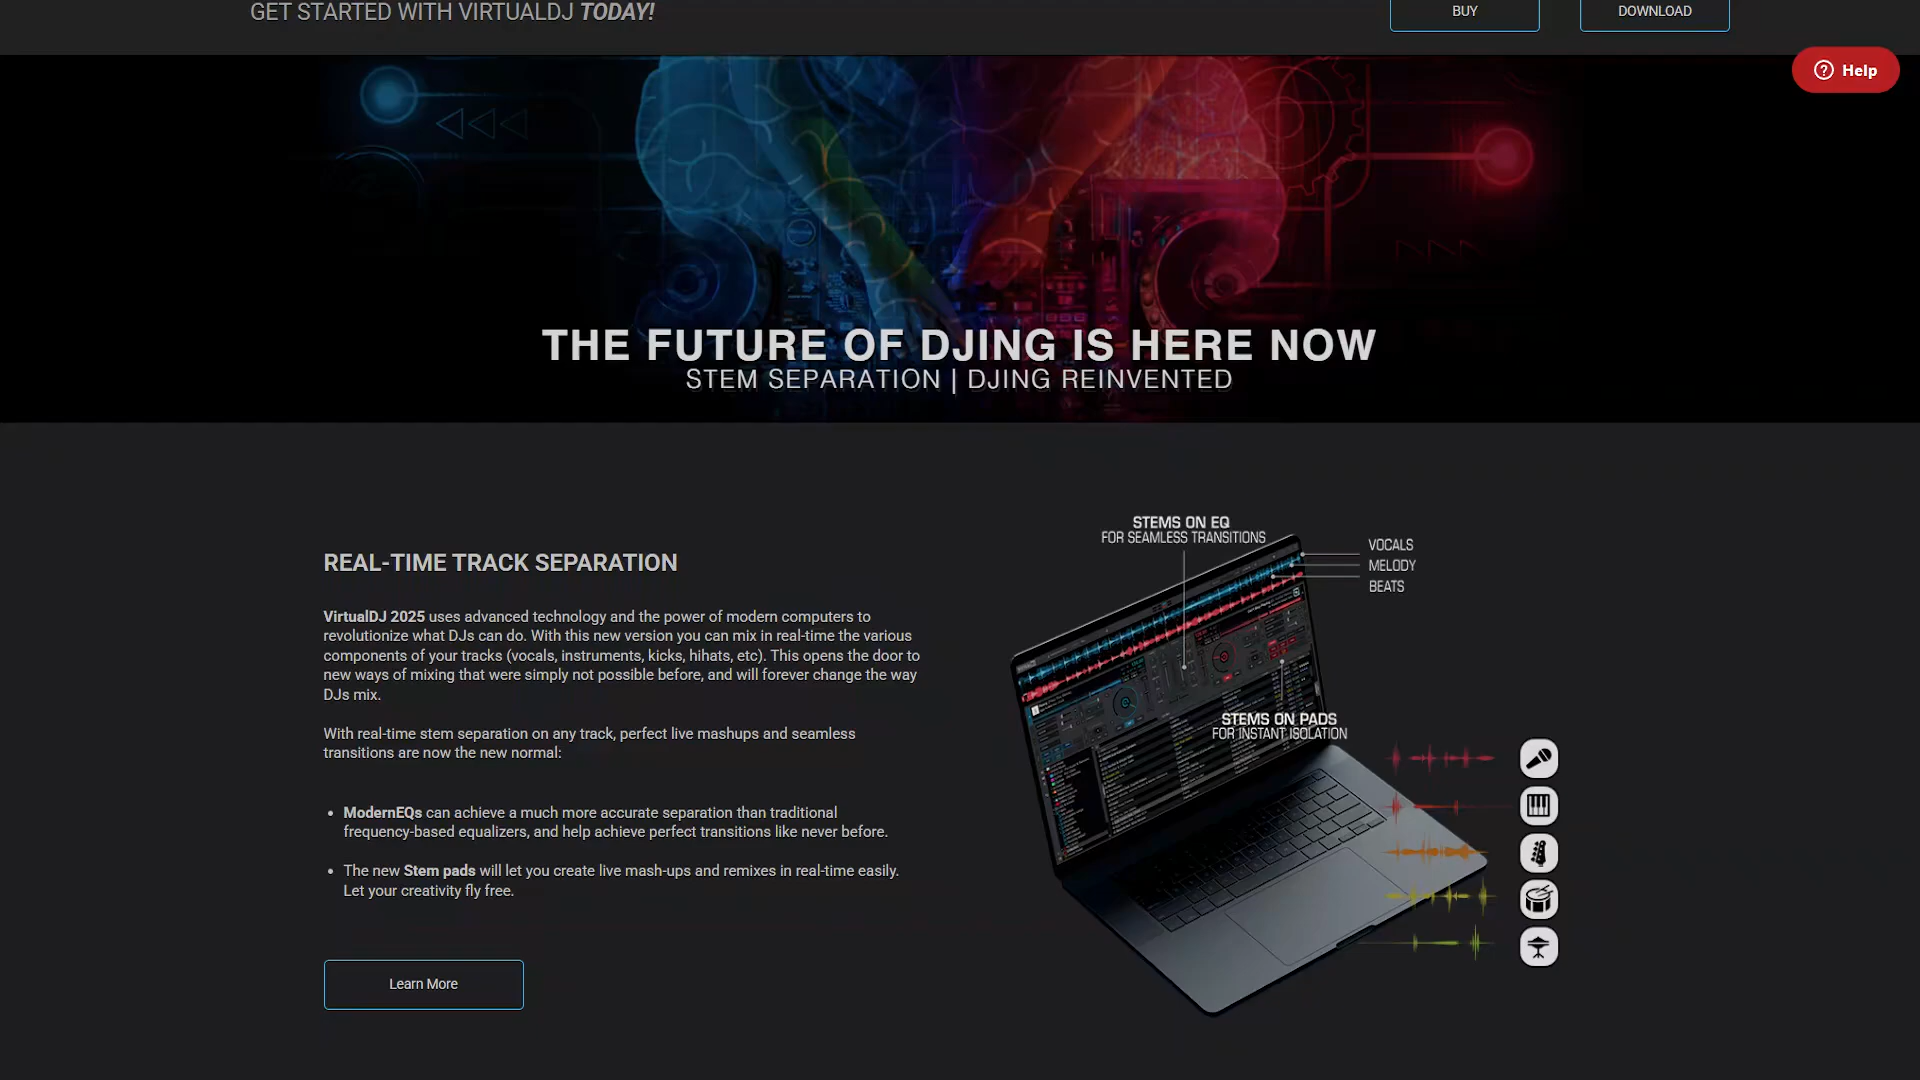 GET STARTED WITH VIRTUALDJ TODAY!
BUY
DOWNLOAD
Help
THE FUTURE OF DJING IS HERE NOW
STEM SEPARATION | DJING REINVENTED
REAL-TIME TRACK SEPARATION
VirtualDJ 2025 uses advanced technology and the power of modern computers to
revolutionize what DJs can do. With this new version you can mix in real-time the various
components of your tracks (vocals, instruments, kicks, hihats, etc). This opens the door to
new ways of mixing that were simply not possible before, and will forever change the way
DJs mix.
With real-time stem separation on any track, perfect live mashups and seamless
transitions are now the new normal:
• ModernEQs can achieve a much more accurate separation than traditional
frequency-based equalizers, and help achieve perfect transitions like never before.
• The new Stem pads will let you create live mash-ups and remixes in real-time easily.
Let your creativity fly free.
Learn More
STEMS ON EQ
FOR SEAMLESS TRANSITIONS
VOCALS
MELODY
BEATS
STEMS ON PADS
FOR INSTANT ISOLATION